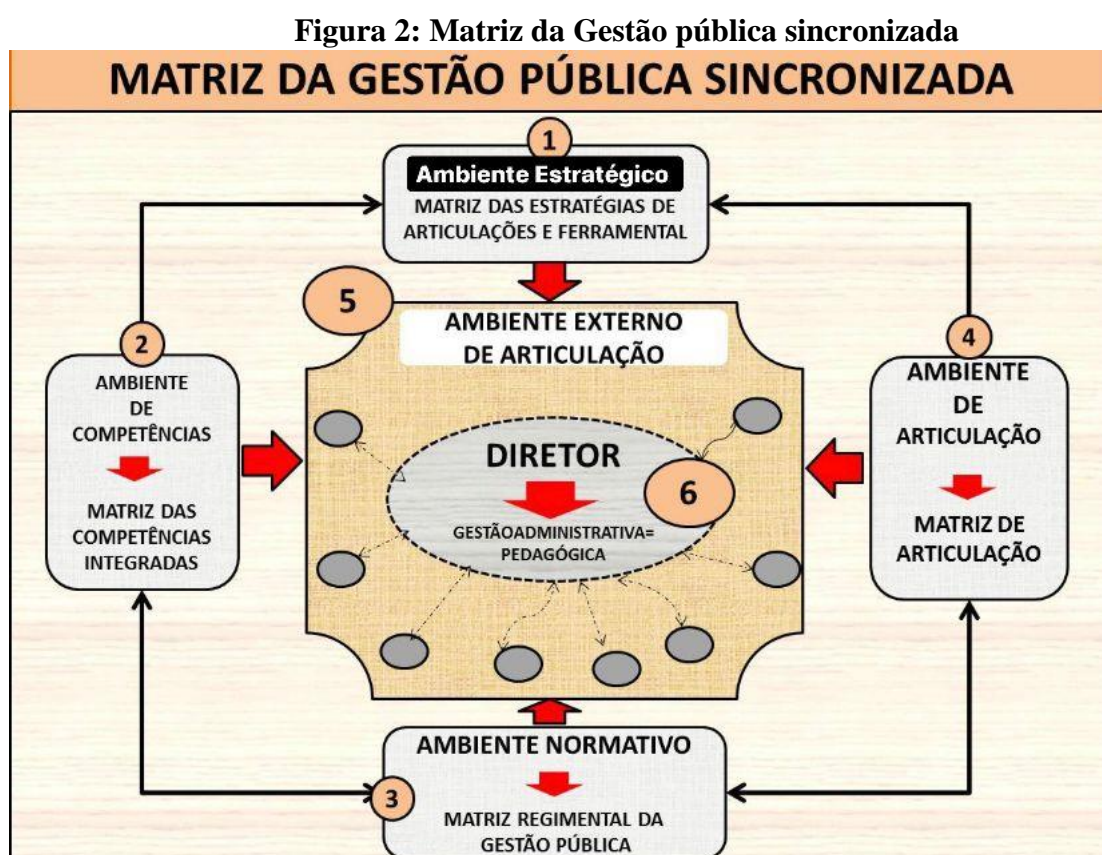 Figura 2: Matriz da Gestão pública sincronizada
MATRIZ DA GESTÃO PÚBLICA SINCRONIZADA
1
Ambiente Estratégico
MATRIZ DAS ESTRATÉGIAS DE
ARTICULAÇÕES E FERRAMENTAL
5
AMBIENTE EXTERNO
DE ARTICULAÇÃO
2
AMBIENTE
DE
COMPETÊNCIAS
MATRIZ DAS
COMPETÊNCIAS
INTEGRADAS
DIRETOR
6
GESTÃOADMINISTRATIVA=
PEDAGÓGICA
4
AMBIENTE
DE
ARTICULAÇÃO
MATRIZ DE
ARTICULAÇÃO
AMBIENTE NORMATIVO
3
MATRIZ REGIMENTAL DA
GESTÃO PÚBLICA